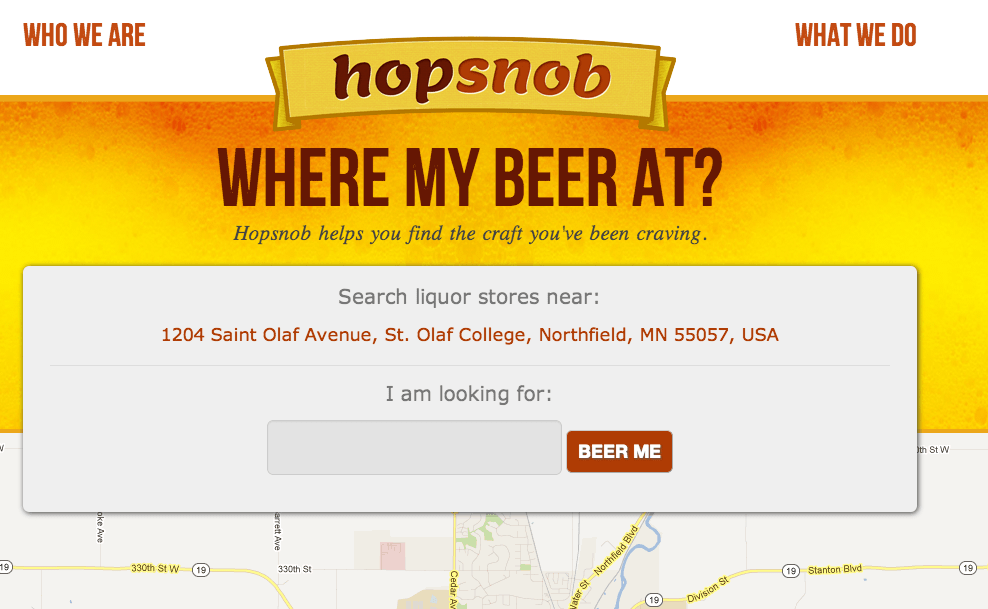 WHO WE ARE
WHAT WE DO
hopsnob
WHERE MY BEER AT?
Hopsnob helps you find the craft you've been craving.
Search liquor stores near:
1204 Saint Olaf Avenue, St. Olaf College, Northfield, MN 55057, USA
I am looking for:
BEER ME
W
0th St W
oke Ave
arrett Ave
19
330th St W
19
330th St
Cedar Av
Water St
Northfield Blvd
19
Division St
19
Stanton Blvd
19